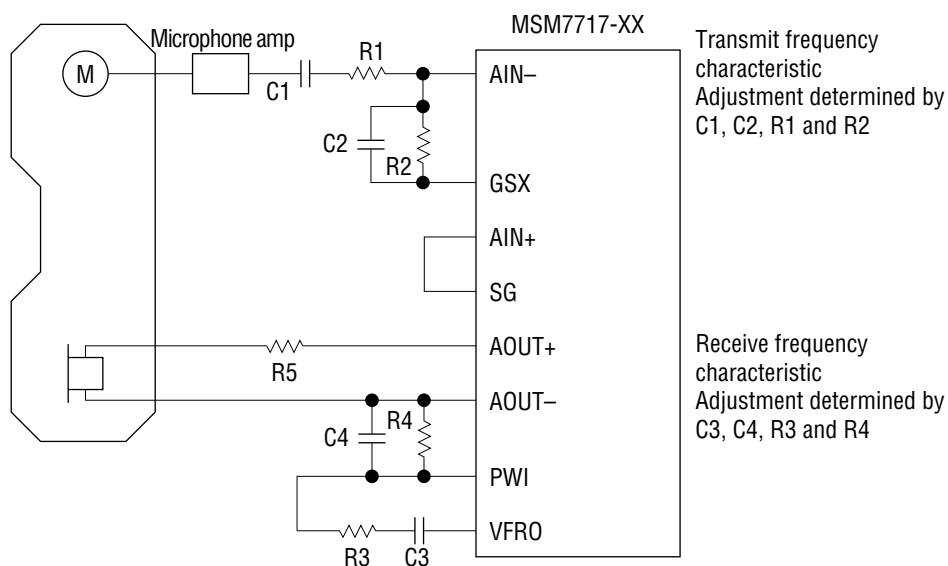 MSM7717-XX
Microphone amp
M
C1
R1
C2
R2
AIN–
GSX
AIN+
SG
AOUT+
AOUT–
PWI
VFRO
R5
C4
R4
R3
C3
Transmit frequency
characteristic
Adjustment determined by
C1, C2, R1 and R2
Receive frequency
characteristic
Adjustment determined by
C3, C4, R3 and R4